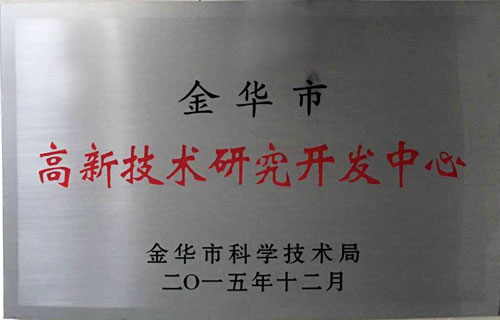 金华市
高新技术研究开发中心
金华市科学技术局
二〇一五年十二月